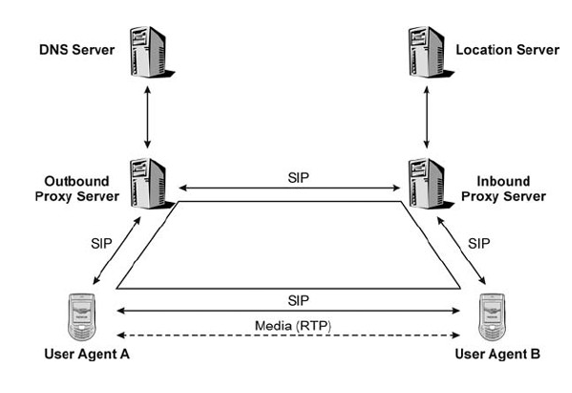 DNS Server
Location Server
Outbound
Proxy Server
SIP
Inbound
Proxy Server
SIP
SIP
SIP
Media (RTP)
User Agent A
User Agent B